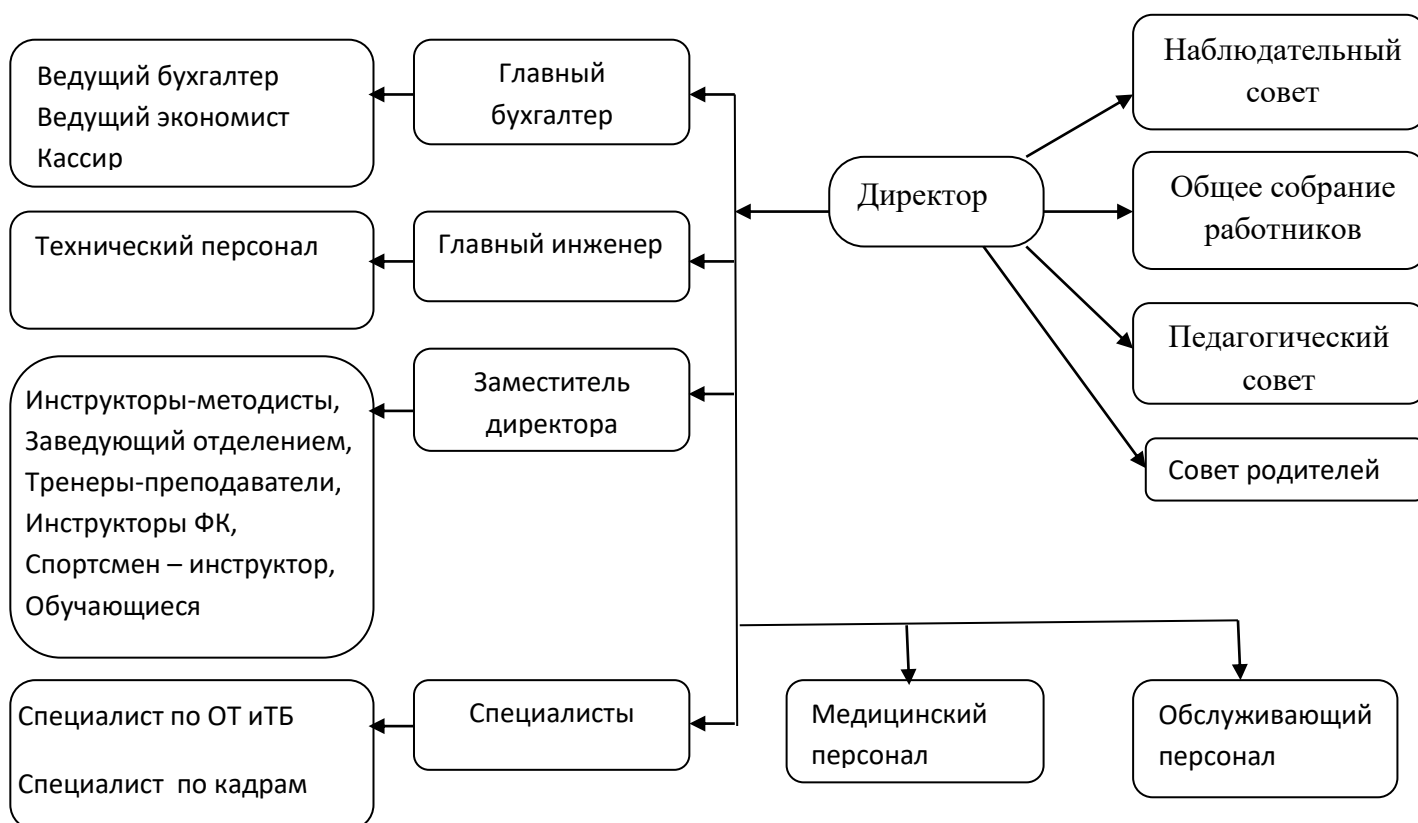 Ведущий бухгалтер
Ведущий экономист
Кассир
Главный
бухгалтер
Наблюдательный
совет
Директор
Общее собрание
работников
Технический персонал
Главный инженер
Педагогический
совет
Заместитель
директора
Инструкторы-методисты,
Заведующий отделением,
Тренеры-преподаватели,
Инструкторы ФК,
Спортсмен – инструктор,
Обучающиеся
Совет родителей
Специалист по ОТ иТБ
Специалист по кадрам
Специалисты
Медицинский
персонал
Обслуживающий
персонал